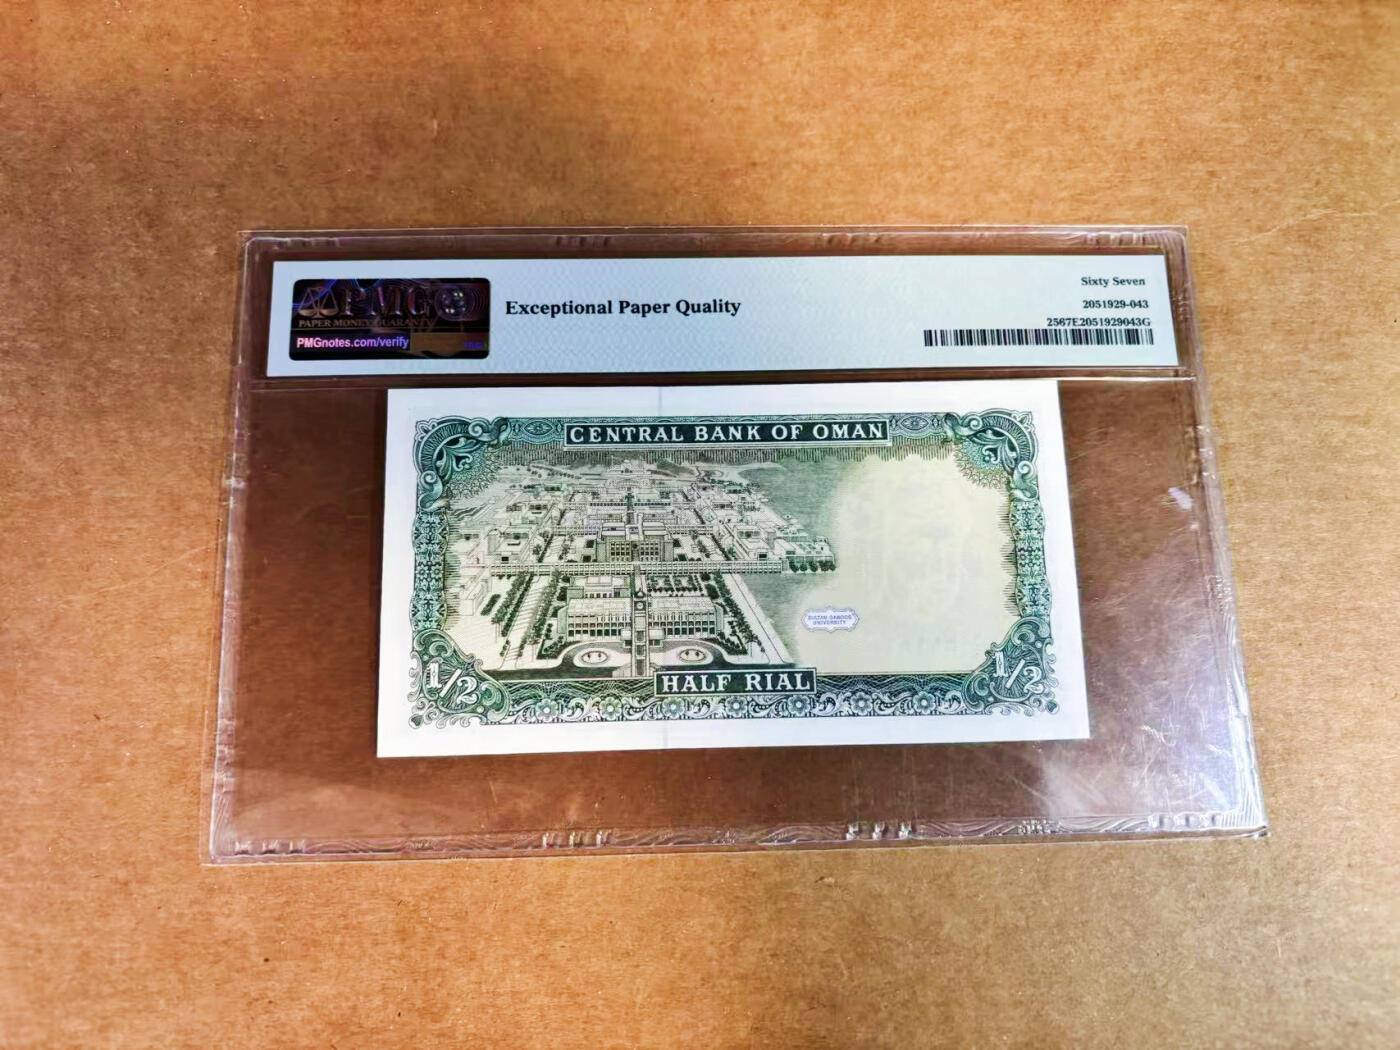 PMG
PAPER MONEY GUARANTY
PMGnotes.com/verify
Exceptional Paper Quality
Sixty Seven
2051929-043
2567E2051929043G
CENTRAL BANK OF OMAN
SULTAN QABOOS
UNIVERSITY
1/2
HALF RIAL
1/2